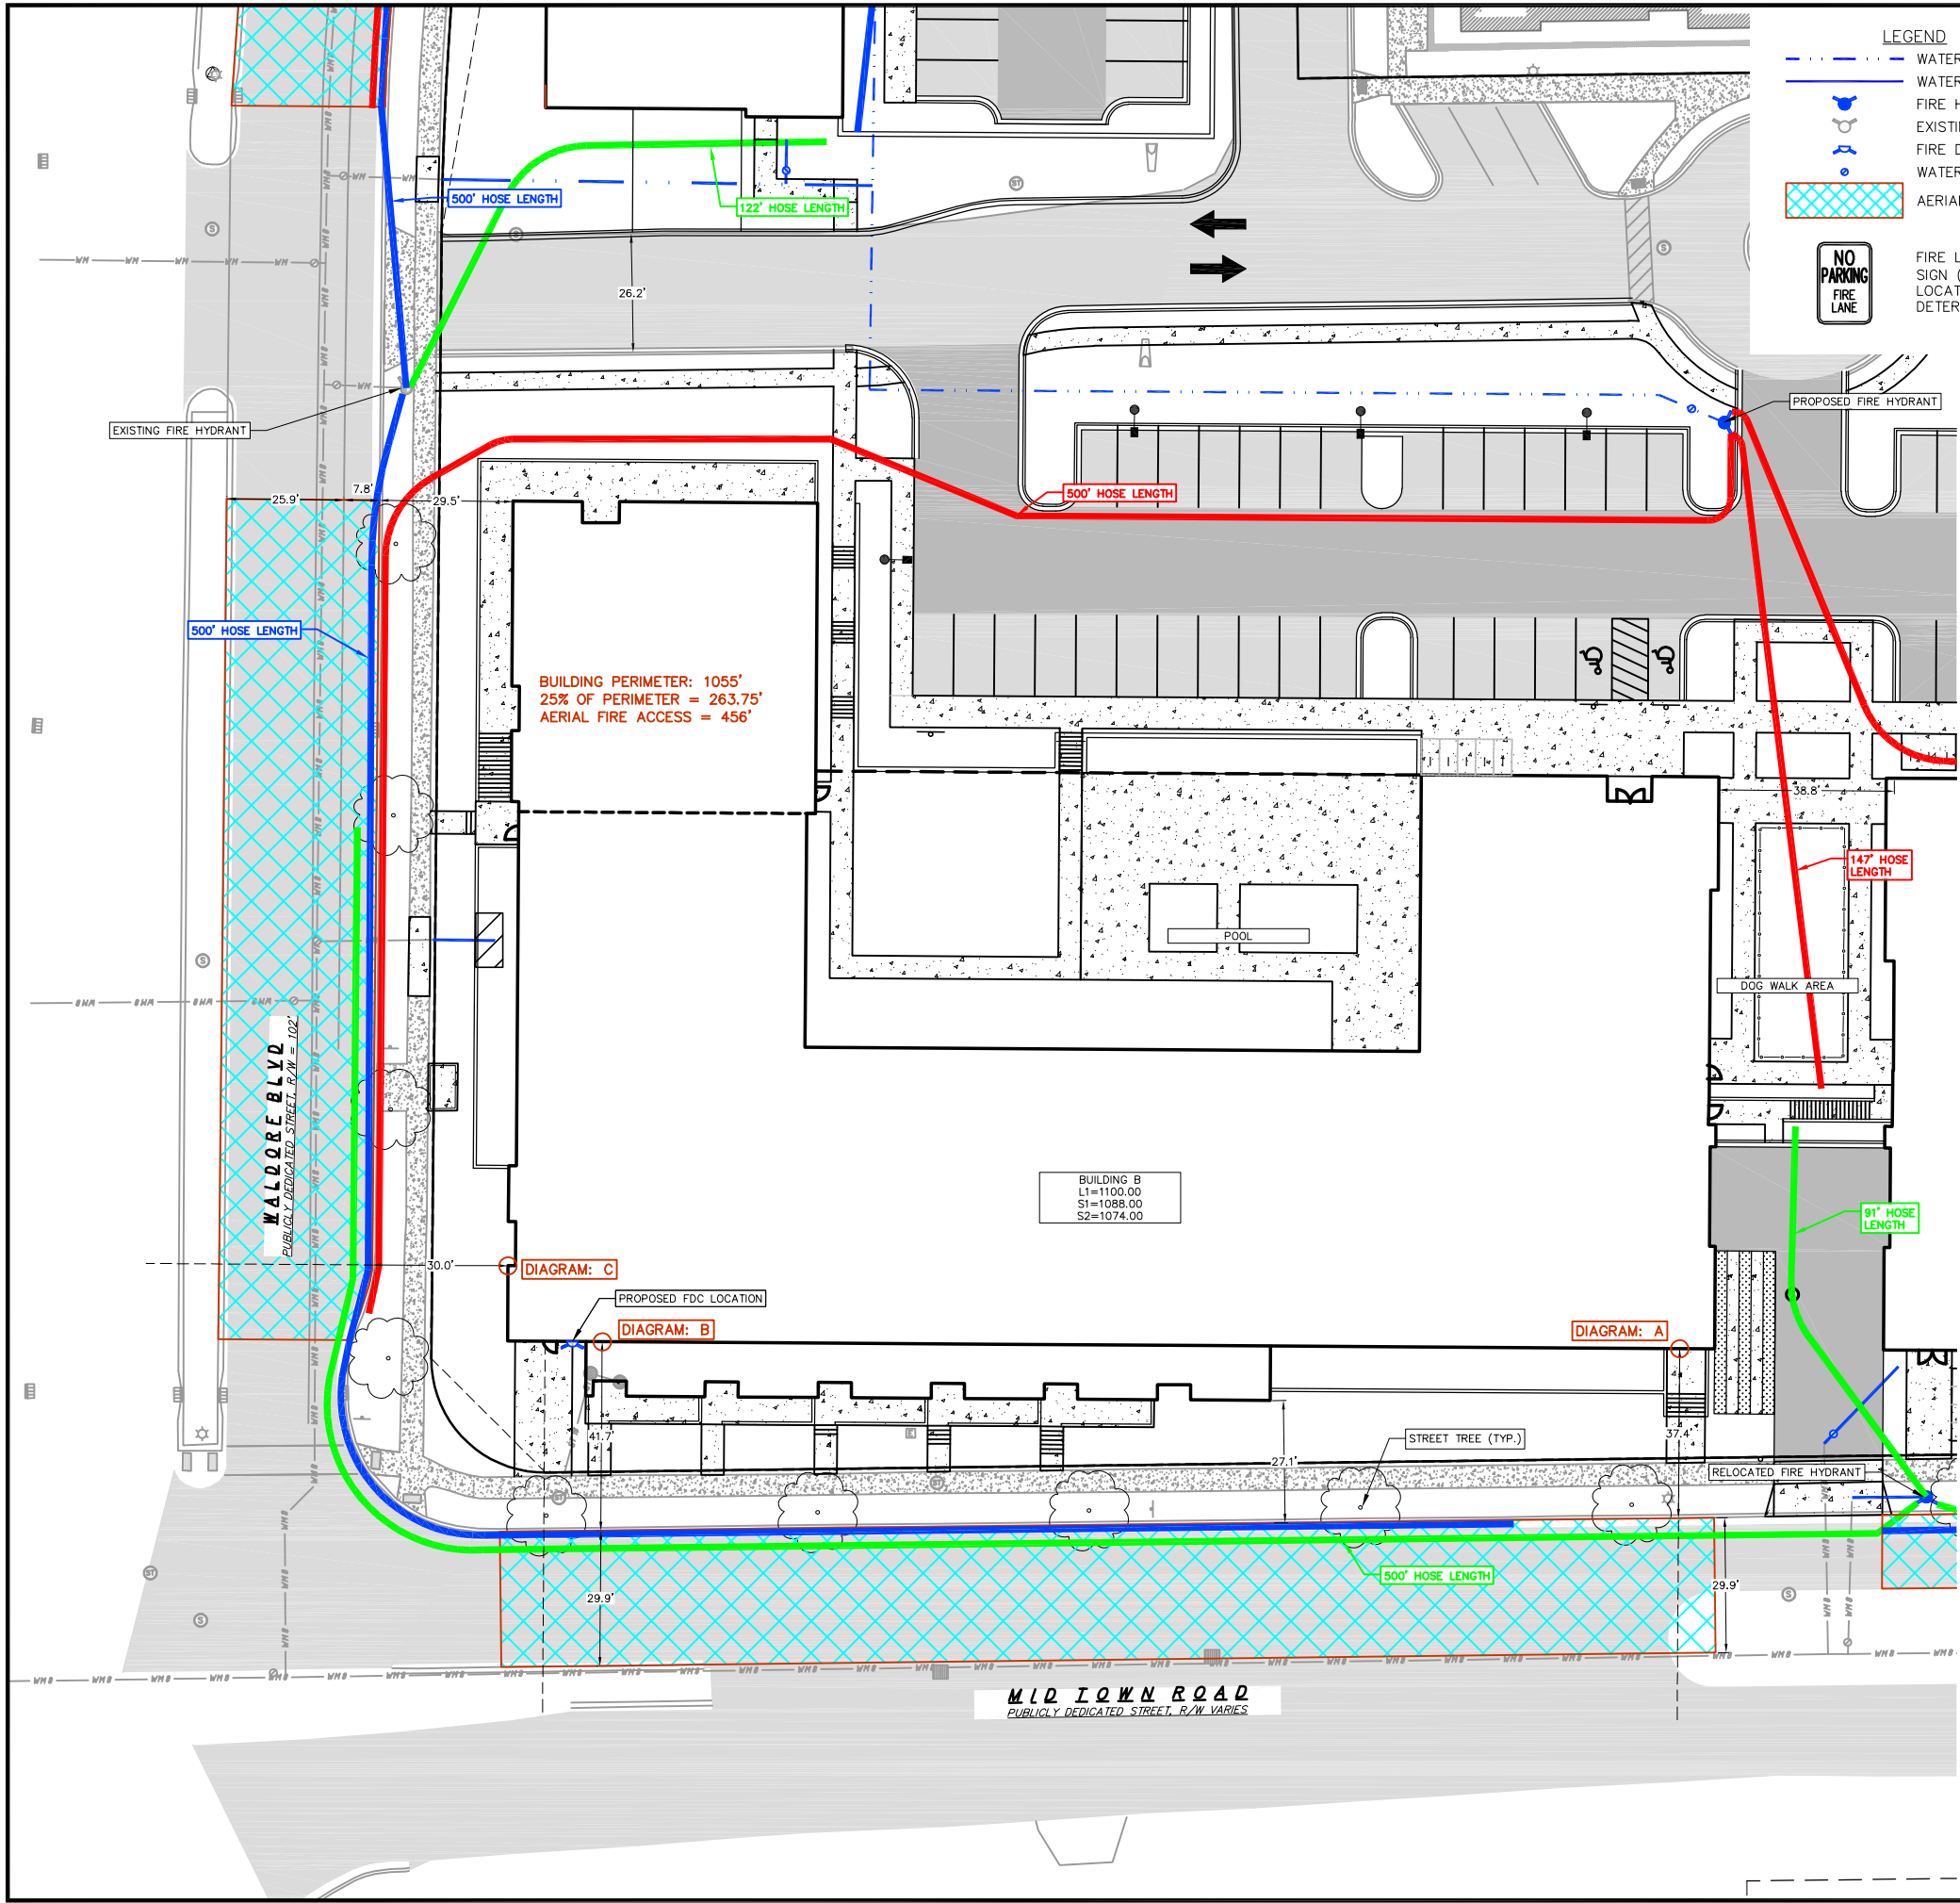 LEGEND
WATER
WATER
FIRE H
EXISTI
FIRE D
WATER
AERIAL
NO
PARKING
FIRE
LANE
FIRE L
SIGN (
LOCAT
DETER
500' HOSE LENGTH
122' HOSE LENGTH
26.2'
EXISTING FIRE HYDRANT
PROPOSED FIRE HYDRANT
25.9'
7.8'
29.5'
500' HOSE LENGTH
500' HOSE LENGTH
BUILDING PERIMETER: 1055'
25% OF PERIMETER = 263.75'
AERIAL FIRE ACCESS = 456'
38.8'
147' HOSE
LENGTH
POOL
DOG WALK AREA
WALDORE BLVD
PUBLICLY DEDICATED STREET, R/W = 102'
BUILDING B
L1=1100.00
S1=1088.00
S2=1074.00
91' HOSE
LENGTH
30.0'
DIAGRAM: C
PROPOSED FDC LOCATION
DIAGRAM: B
DIAGRAM: A
41.7'
27.1'
STREET TREE (TYP.)
37.4'
RELOCATED FIRE HYDRANT
500' HOSE LENGTH
29.9'
29.9'
MID TOWN ROAD
PUBLICLY DEDICATED STREET, R/W VARIES